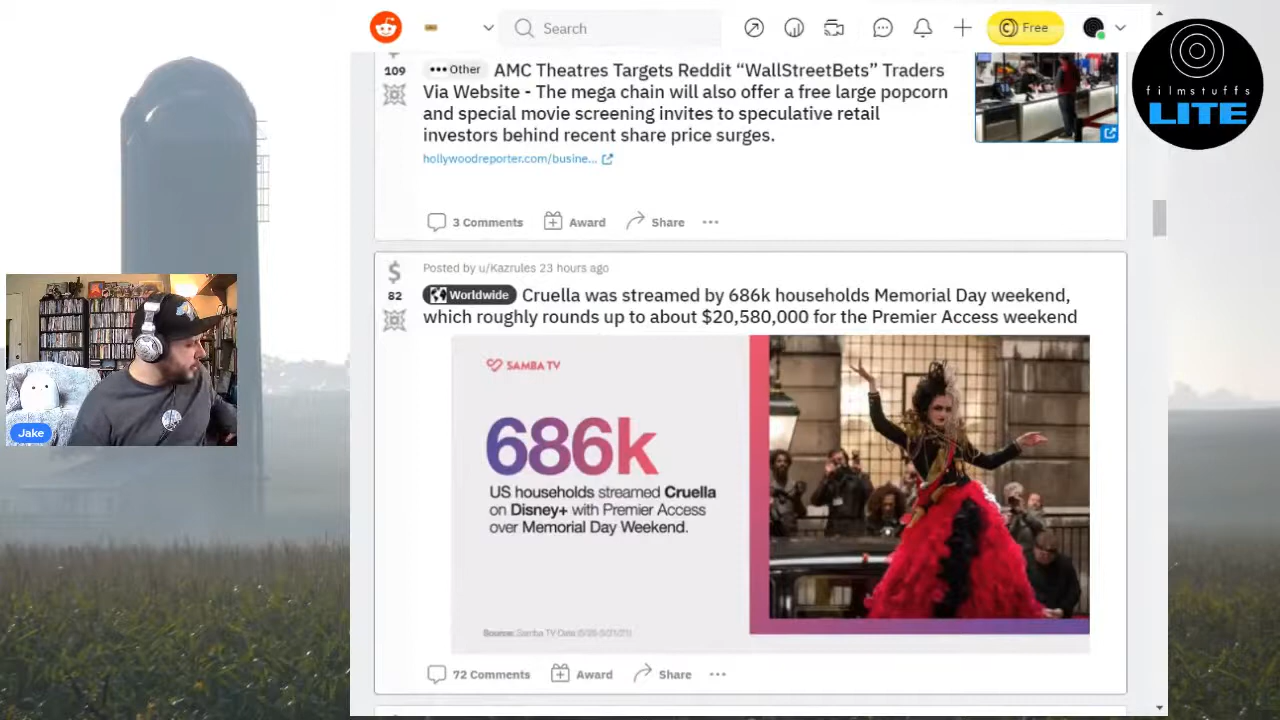 Search
Free
filmstuffs
LITE
109
Other AMC Theatres Targets Reddit “WallStreetBets” Traders
Via Website - The mega chain will also offer a free large popcorn
and special movie screening invites to speculative retail
investors behind recent share price surges.
hollywoodreporter.com/busine...
3 Comments Award Share
Posted by u/Kazrules 23 hours ago
82
Worldwide Cruella was streamed by 686k households Memorial Day weekend,
which roughly rounds up to about $20,580,000 for the Premier Access weekend
SAMBA TV
686k
US households streamed Cruella
on Disney+ with Premier Access
over Memorial Day Weekend.
Source: Samba TV Data
72 Comments Award Share
Jake